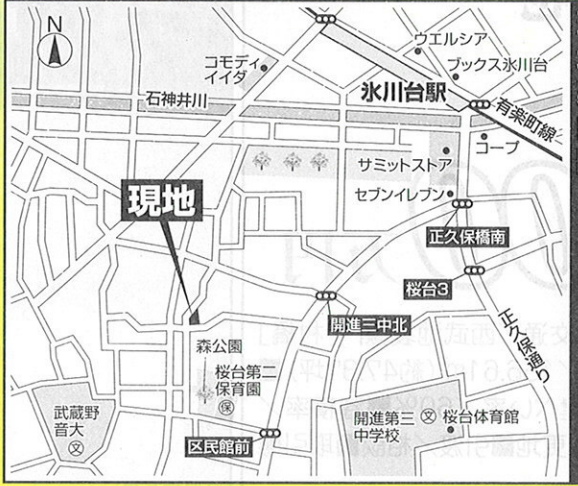 N
ウエルシア
コモディ
イイダ
ブックス氷川台
氷川台駅
石神井川
有楽町線
コープ
サミットストア
セブンイレブン
現地
正久保橋南
桜台3
開進三中北
正久保通り
森公園
桜台第二
保育園
保
武蔵野
音大
文
開進第三
中学校
文
桜台体育館
区民館前